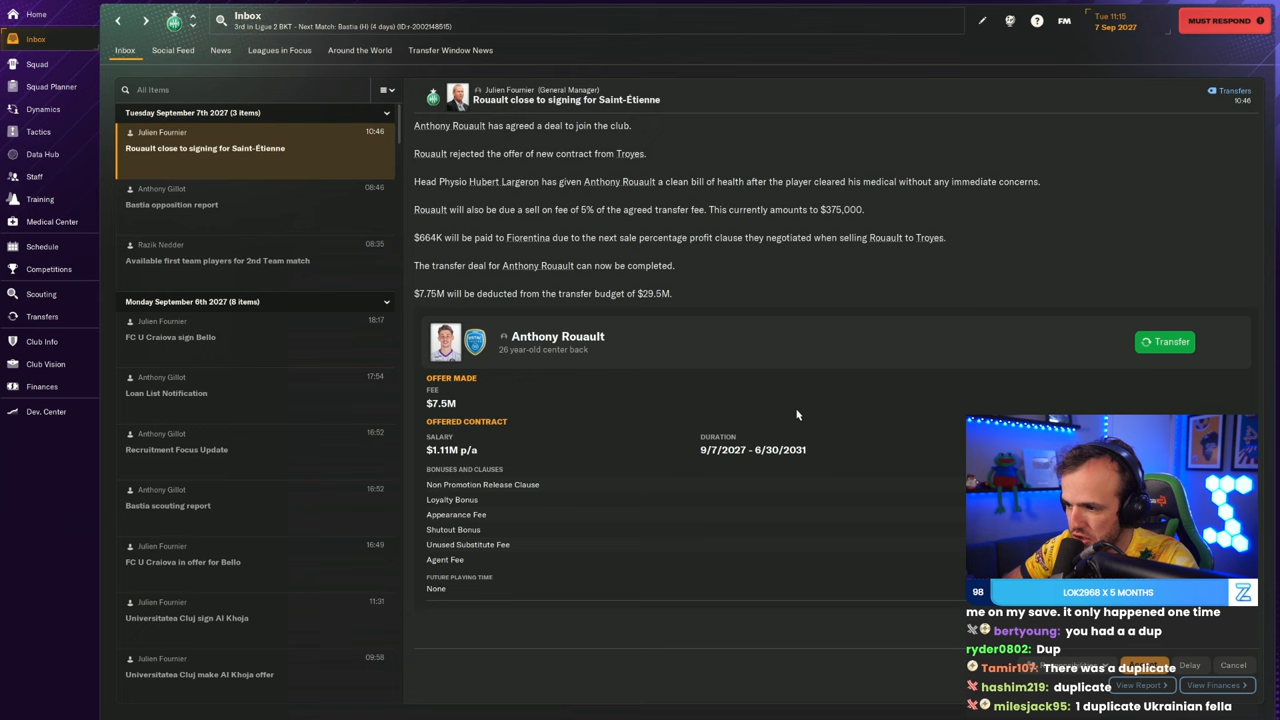 Home
Inbox
Squad
Squad Planner
Dynamics
Tactics
Data Hub
Staff
Training
Medical Center
Schedule
Competitions
Scouting
Transfers
Club Info
Club Vision
Finances
Dev. Center
Inbox
3rd in Ligue 2 BKT - Next Match: Bastia (H) (4 days) (ID:r-2002148515)
FM
Tue 11:15
7 Sep 2027
MUST RESPOND
Inbox
Social Feed
News
Leagues in Focus
Around the World
Transfer Window News
All Items
Tuesday September 7th 2027 (3 items)
Julien Fournier 10:46
Rouault close to signing for Saint-Étienne
Anthony Gillot 08:46
Bastia opposition report
Razik Nedder 08:35
Available first team players for 2nd Team match
Monday September 6th 2027 (8 items)
Julien Fournier 18:17
FC U Craiova sign Bello
Anthony Gillot 17:54
Loan List Notification
Anthony Gillot 16:52
Recruitment Focus Update
Anthony Gillot 16:52
Bastia scouting report
Julien Fournier 16:49
FC U Craiova in offer for Bello
Julien Fournier 11:31
Universitatea Cluj sign Al Khoja
Julien Fournier 09:58
Universitatea Cluj make Al Khoja offer
Julien Fournier (General Manager)
Rouault close to signing for Saint-Étienne
Transfers
10:46
Anthony Rouault has agreed a deal to join the club.
Rouault rejected the offer of new contract from Troyes.
Head Physio Hubert Largeron has given Anthony Rouault a clean bill of health after the player cleared his medical without any immediate concerns.
Rouault will also be due a sell on fee of 5% of the agreed transfer fee. This currently amounts to $375,000.
$664K will be paid to Fiorentina due to the next sale percentage profit clause they negotiated when selling Rouault to Troyes.
The transfer deal for Anthony Rouault can now be completed.
$7.75M will be deducted from the transfer budget of $29.5M.
Anthony Rouault
26 year-old center back
Transfer
OFFER MADE
FEE
$7.5M
OFFERED CONTRACT
SALARY
$1.11M p/a
DURATION
9/7/2027 - 6/30/2031
BONUSES AND CLAUSES
Non Promotion Release Clause
Loyalty Bonus
Appearance Fee
Shutout Bonus
Unused Substitute Fee
Agent Fee
FUTURE PLAYING TIME
None
98
LOK2968 X 5 MONTHS
Z
me on my save. it only happened one time
bertyoung: you had a a dup
ryder0802: Dup
Tamir107: There was a duplicate
hashim219: duplicate
milesjack95: 1 duplicate Ukrainian fella
Delay
Cancel
View Report >
View Finances >